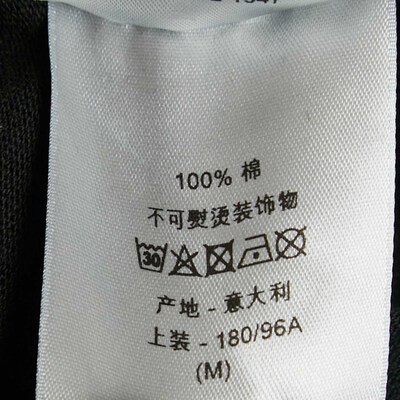 100% 棉
不可熨烫装饰物
30
产地 - 意大利
上装 - 180/96A
(M)